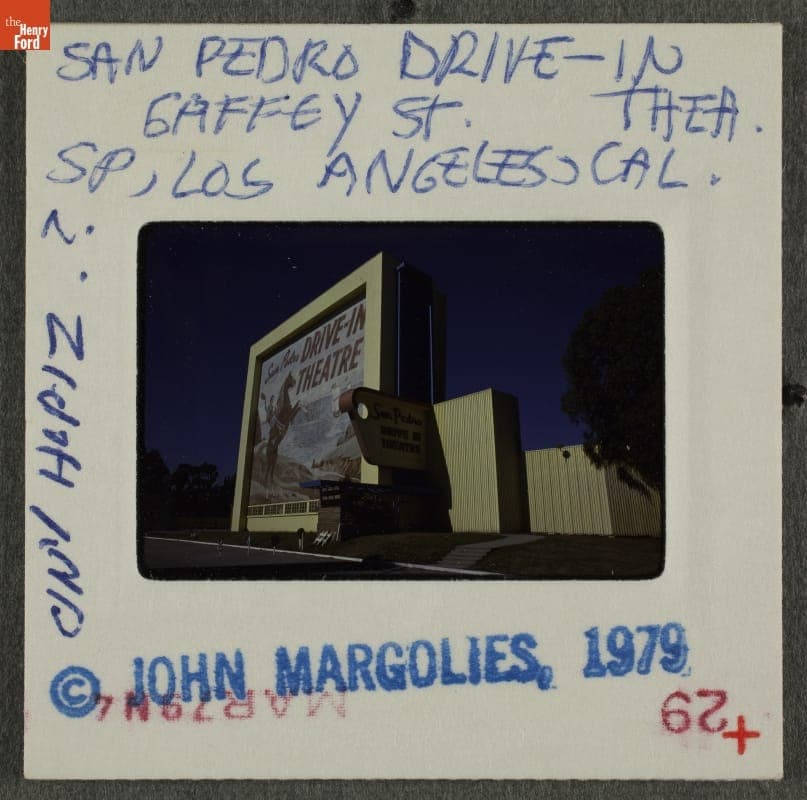 the
Henry
Ford
SAN PEDRO DRIVE-IN
GAFFEY ST. THEA.
SP, LOS ANGELES, CAL.
San Pedro
DRIVE-IN
THEATRE
San Pedro
DRIVE IN
THEATRE
© JOHN MARGOLIES, 1979
MAR79N4
29
+